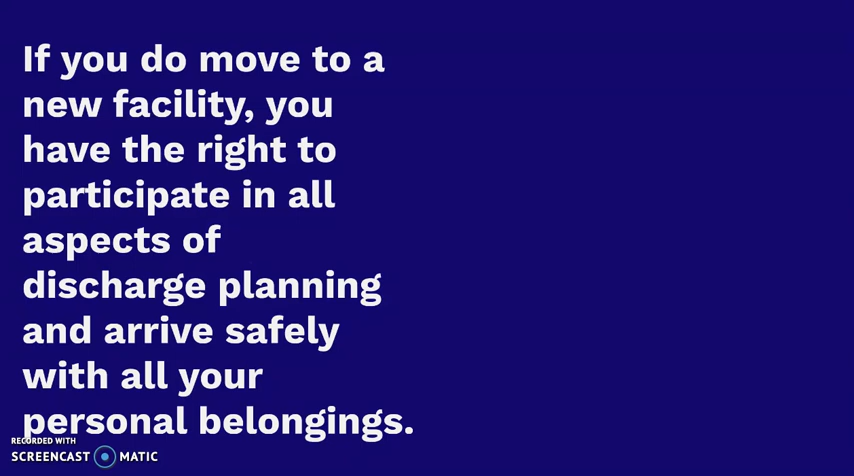 If you do move to a
new facility, you
have the right to
participate in all
aspects of
discharge planning
and arrive safely
with all your
personal belongings.
RECORDED WITH
SCREENCAST MATIC